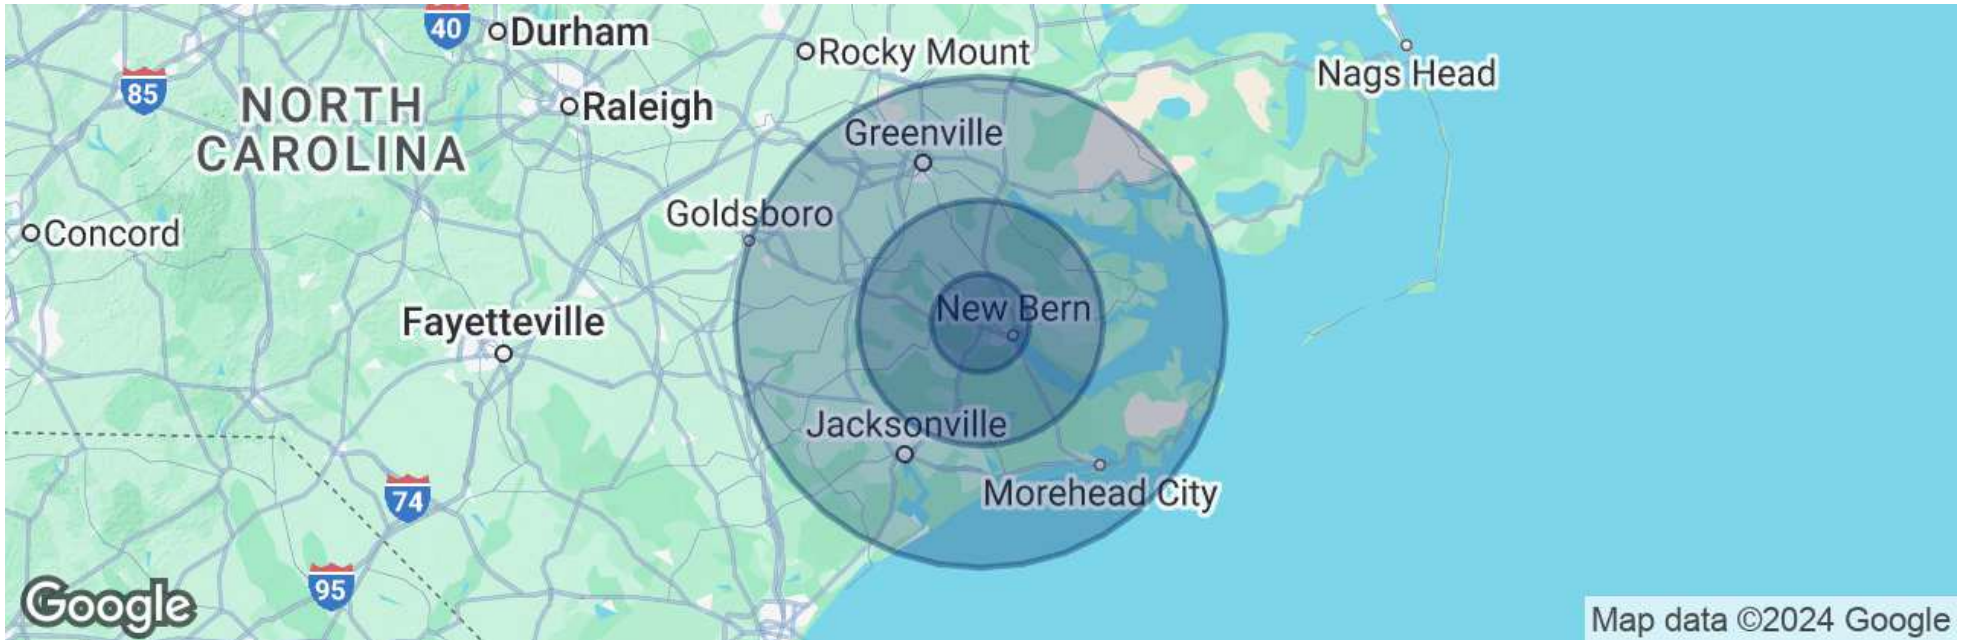 40
Durham
Rocky Mount
Nags Head
85
NORTH
CAROLINA
Raleigh
Greenville
Goldsboro
Concord
New Bern
Fayetteville
Jacksonville
74
Morehead City
95
Google
Map data ©2024 Google